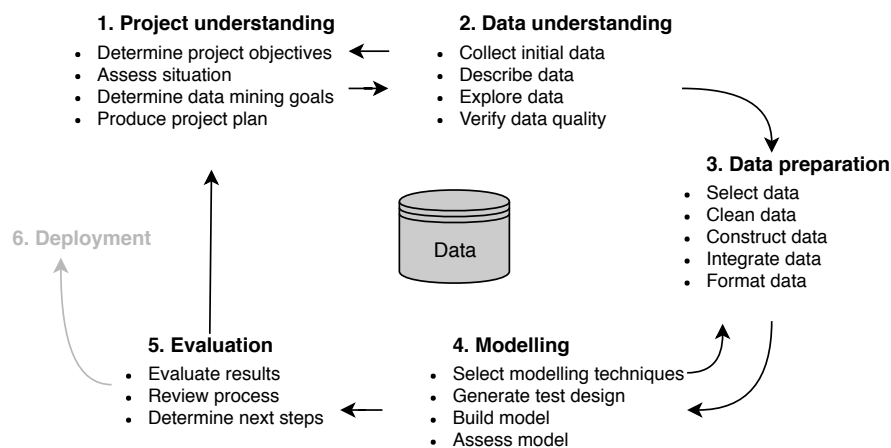 1. Project understanding
• Determine project objectives
• Assess situation
• Determine data mining goals
• Produce project plan
2. Data understanding
• Collect initial data
• Describe data
• Explore data
• Verify data quality
3. Data preparation
• Select data
• Clean data
• Construct data
• Integrate data
• Format data
Data
6. Deployment
5. Evaluation
• Evaluate results
• Review process
• Determine next steps
4. Modelling
• Select modelling techniques
• Generate test design
• Build model
• Assess model